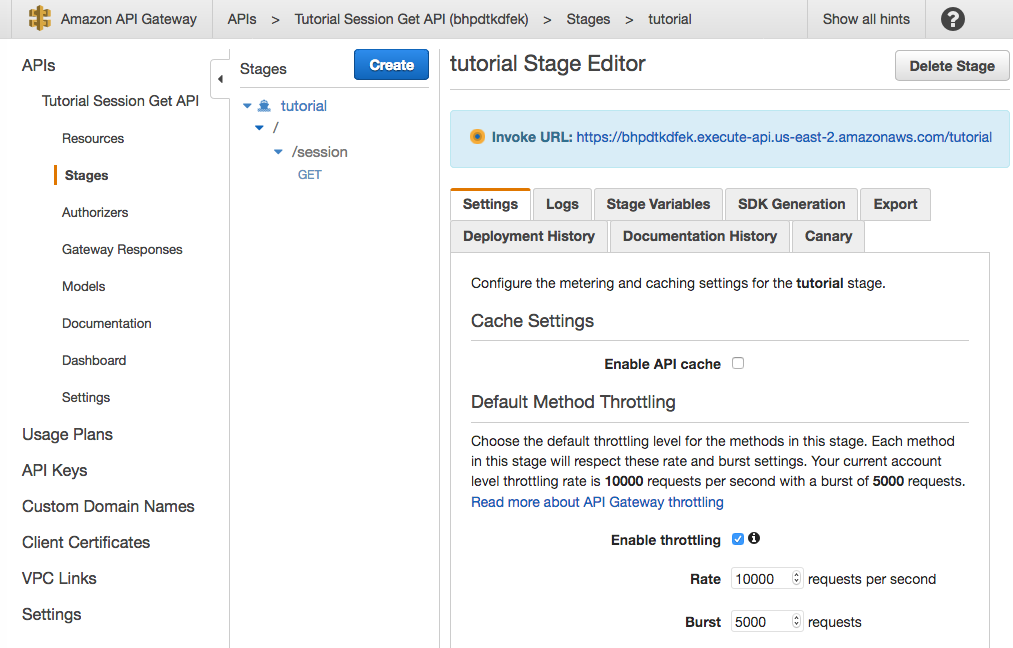 Amazon API Gateway
APIs > Tutorial Session Get API (bhpdtkdfek) > Stages > tutorial
Show all hints
?
APIs
Tutorial Session Get API
Resources
Stages
Authorizers
Gateway Responses
Models
Documentation
Dashboard
Settings
Usage Plans
API Keys
Custom Domain Names
Client Certificates
VPC Links
Settings
Stages
Create
tutorial
/
/session
GET
tutorial Stage Editor
Delete Stage
Invoke URL: https://bhpdtkdfek.execute-api.us-east-2.amazonaws.com/tutorial
Settings
Logs
Stage Variables
SDK Generation
Export
Deployment History
Documentation History
Canary
Configure the metering and caching settings for the tutorial stage.
Cache Settings
Enable API cache
Default Method Throttling
Choose the default throttling level for the methods in this stage. Each method
in this stage will respect these rate and burst settings. Your current account
level throttling rate is 10000 requests per second with a burst of 5000 requests.
Read more about API Gateway throttling
Enable throttling
Rate 10000 requests per second
Burst 5000 requests